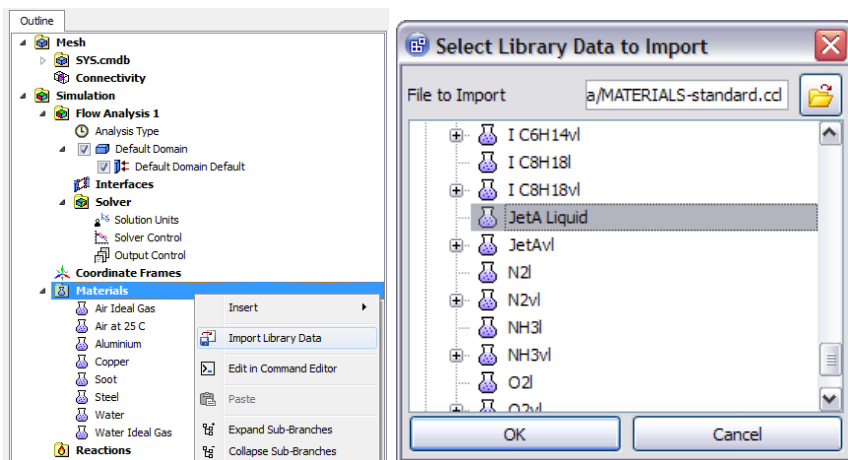 Outline
Mesh
SYS.cmdb
Connectivity
Simulation
Flow Analysis 1
Analysis Type
Default Domain
Default Domain Default
Interfaces
Solver
Solution Units
Solver Control
Output Control
Coordinate Frames
Materials
Air Ideal Gas
Air at 25 C
Aluminium
Copper
Soot
Steel
Water
Water Ideal Gas
Reactions
Insert
Import Library Data
Edit in Command Editor
Paste
Expand Sub-Branches
Collapse Sub-Branches
Select Library Data to Import
File to Import a/MATERIALS-standard.ccl
I C6H14vl
I C8H18l
I C8H18vl
JetA Liquid
JetAvl
N2l
N2vl
NH3l
NH3vl
O2l
O2vl
OK Cancel